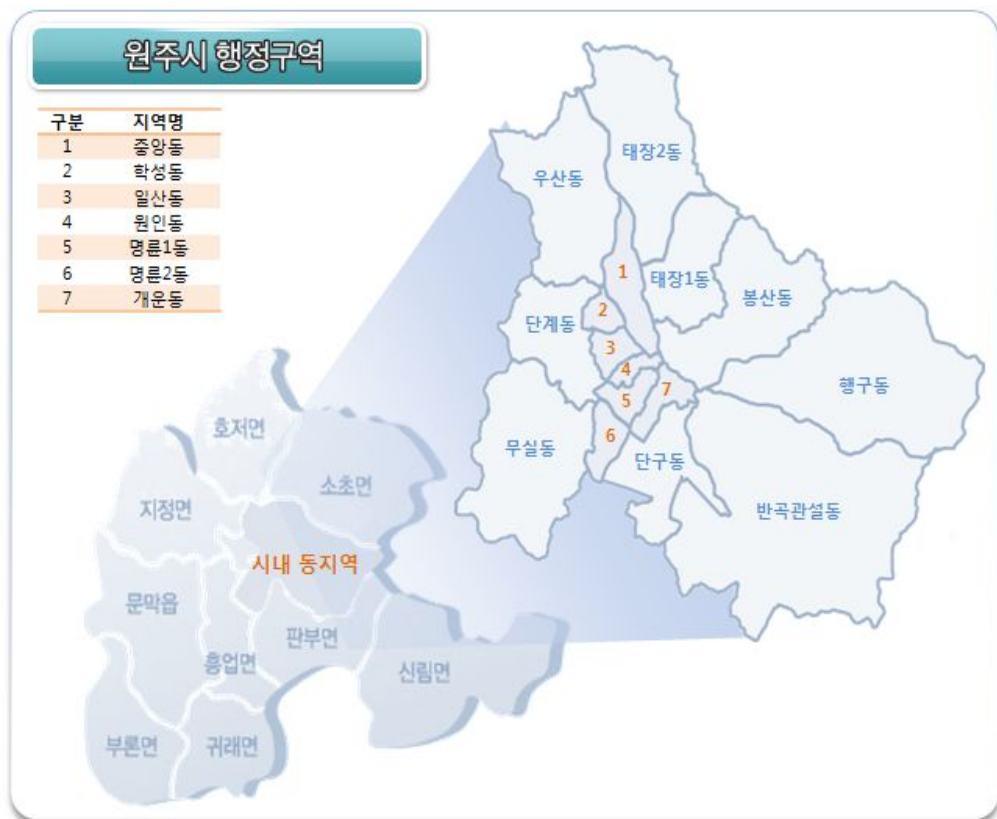 원주시 행정구역
구분 지역명
1 중앙동
2 학성동
3 일산동
4 원인동
5 명륜1동
6 명륜2동
7 개운동
태장2동
우산동
1
태장1동
봉산동
2
단계동
3
4
행구동
7
5
6
무실동
단구동
반곡관설동
호저면
소초면
지정면
시내 동지역
문막읍
판부면
흥업면
신림면
부론면
귀래면